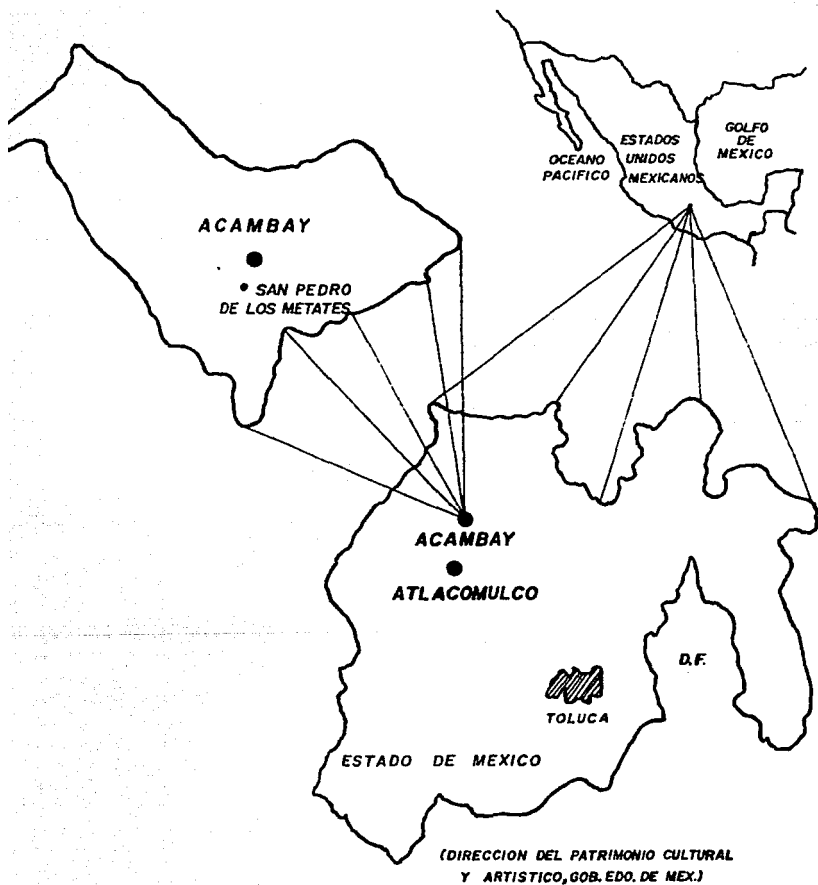 GOLFO
DE
MEXICO
ESTADOS
UNIDOS
MEXICANOS
OCEANO
PACIFICO
ACAMBAY
SAN PEDRO
DE LOS METATES
ACAMBAY
ATLACOMULCO
D.F.
TOLUCA
ESTADO DE MEXICO
(DIRECCION DEL PATRIMONIO CULTURAL
Y ARTISTICO, GOB. EDO. DE MEX.)